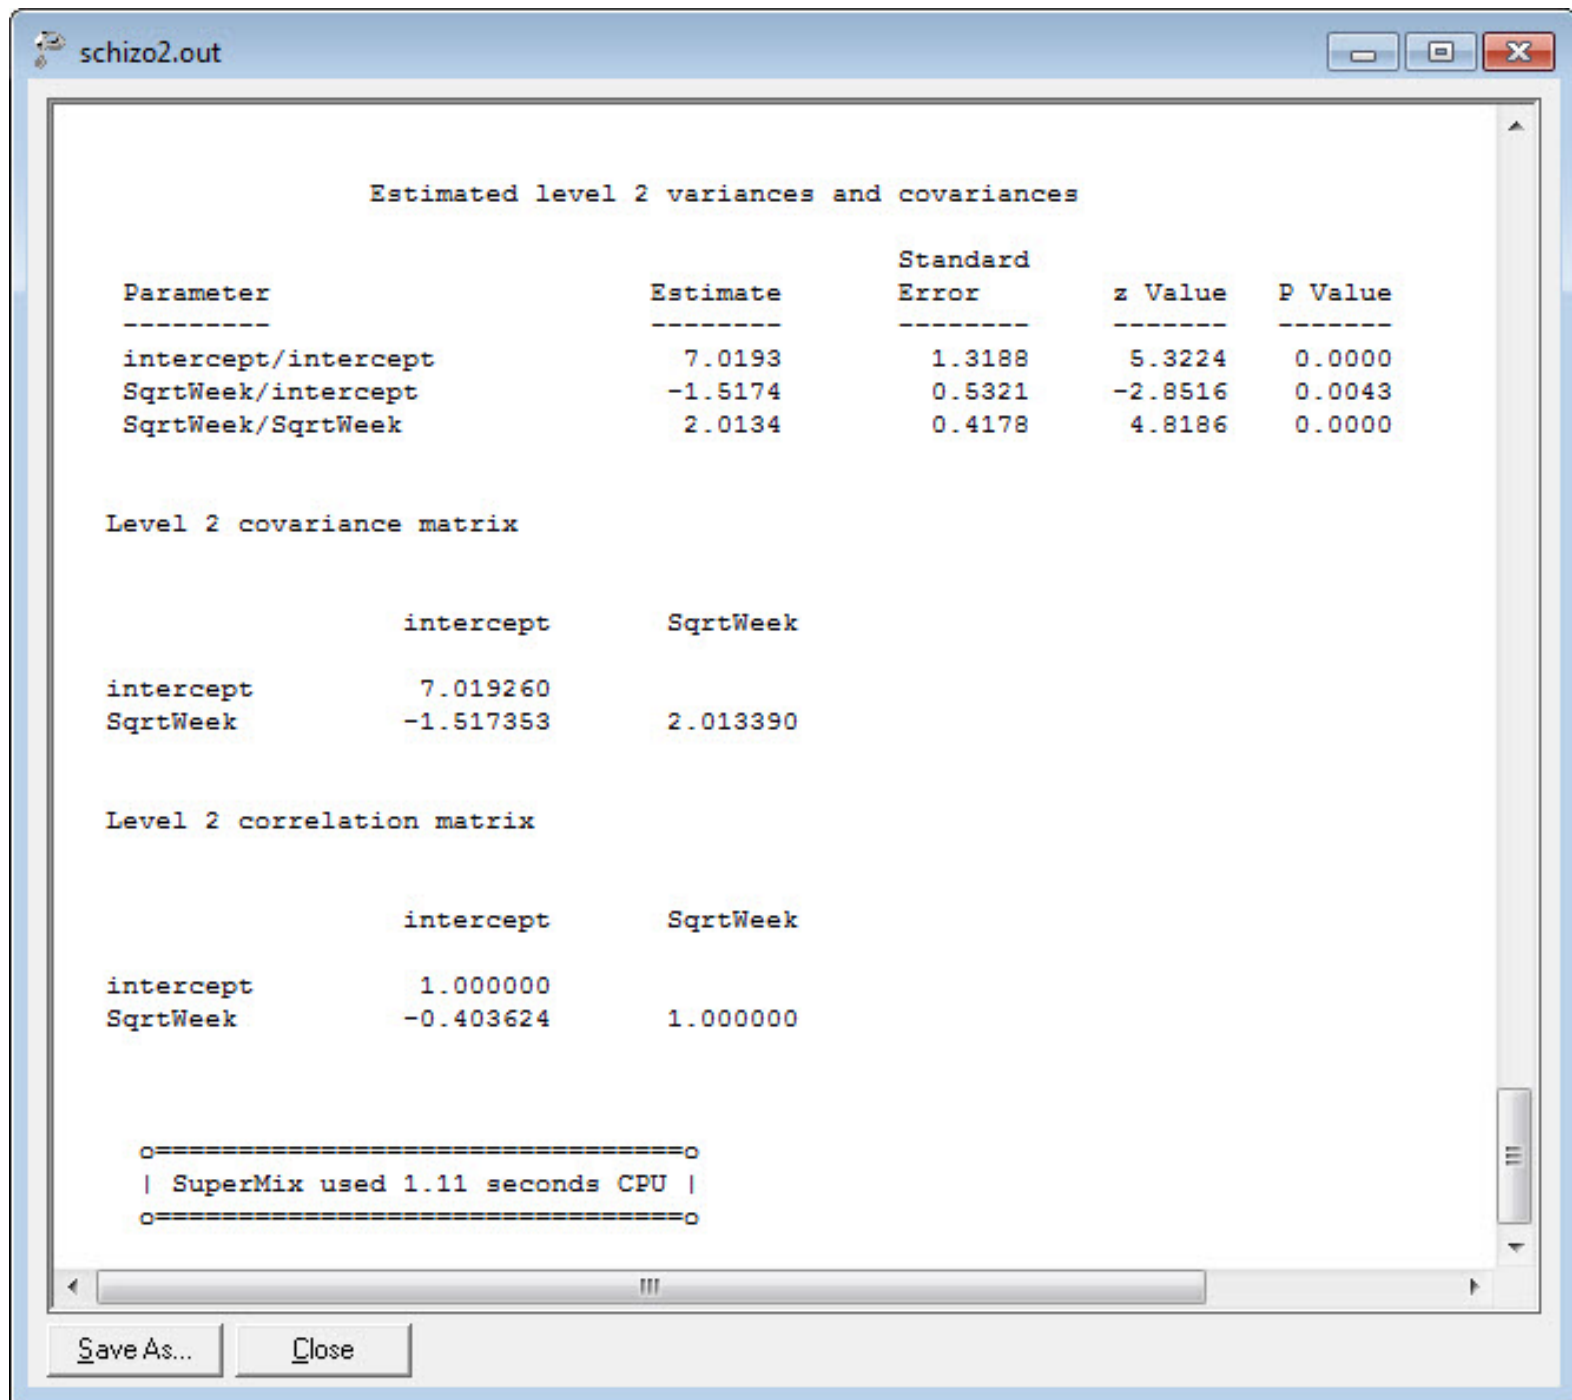 schizo2.out
Estimated level 2 variances and covariances
Standard
Parameter Estimate Error z Value P Value
--------- -------- -------- ------- -------
intercept/intercept 7.0193 1.3188 5.3224 0.0000
SqrtWeek/intercept -1.5174 0.5321 -2.8516 0.0043
SqrtWeek/SqrtWeek 2.0134 0.4178 4.8186 0.0000
Level 2 covariance matrix
intercept SqrtWeek
intercept 7.019260
SqrtWeek -1.517353 2.013390
Level 2 correlation matrix
intercept SqrtWeek
intercept 1.000000
SqrtWeek -0.403624 1.000000
o================================o
| SuperMix used 1.11 seconds CPU |
o================================o
Save As... Close